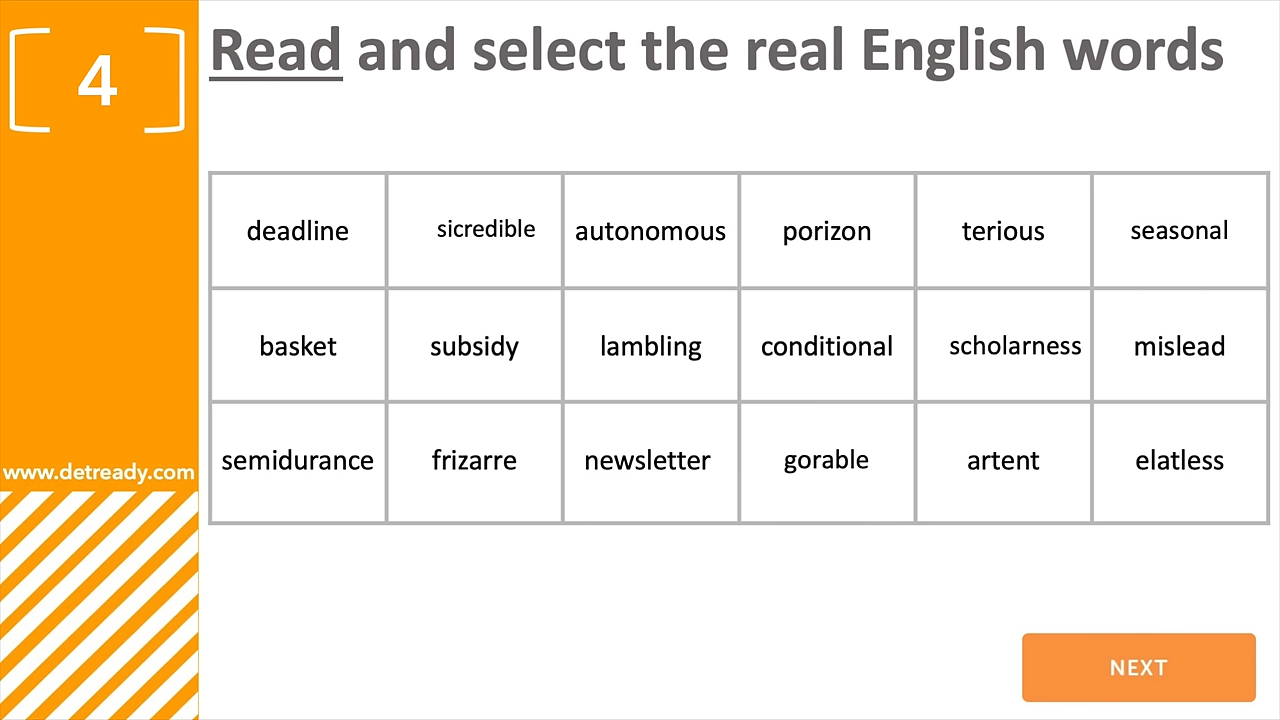 4
Read and select the real English words
deadline sicredible autonomous porizon terious seasonal
basket subsidy lambling conditional scholarness mislead
semidurance frizarre newsletter gorable artent elatless
www.detready.com
NEXT